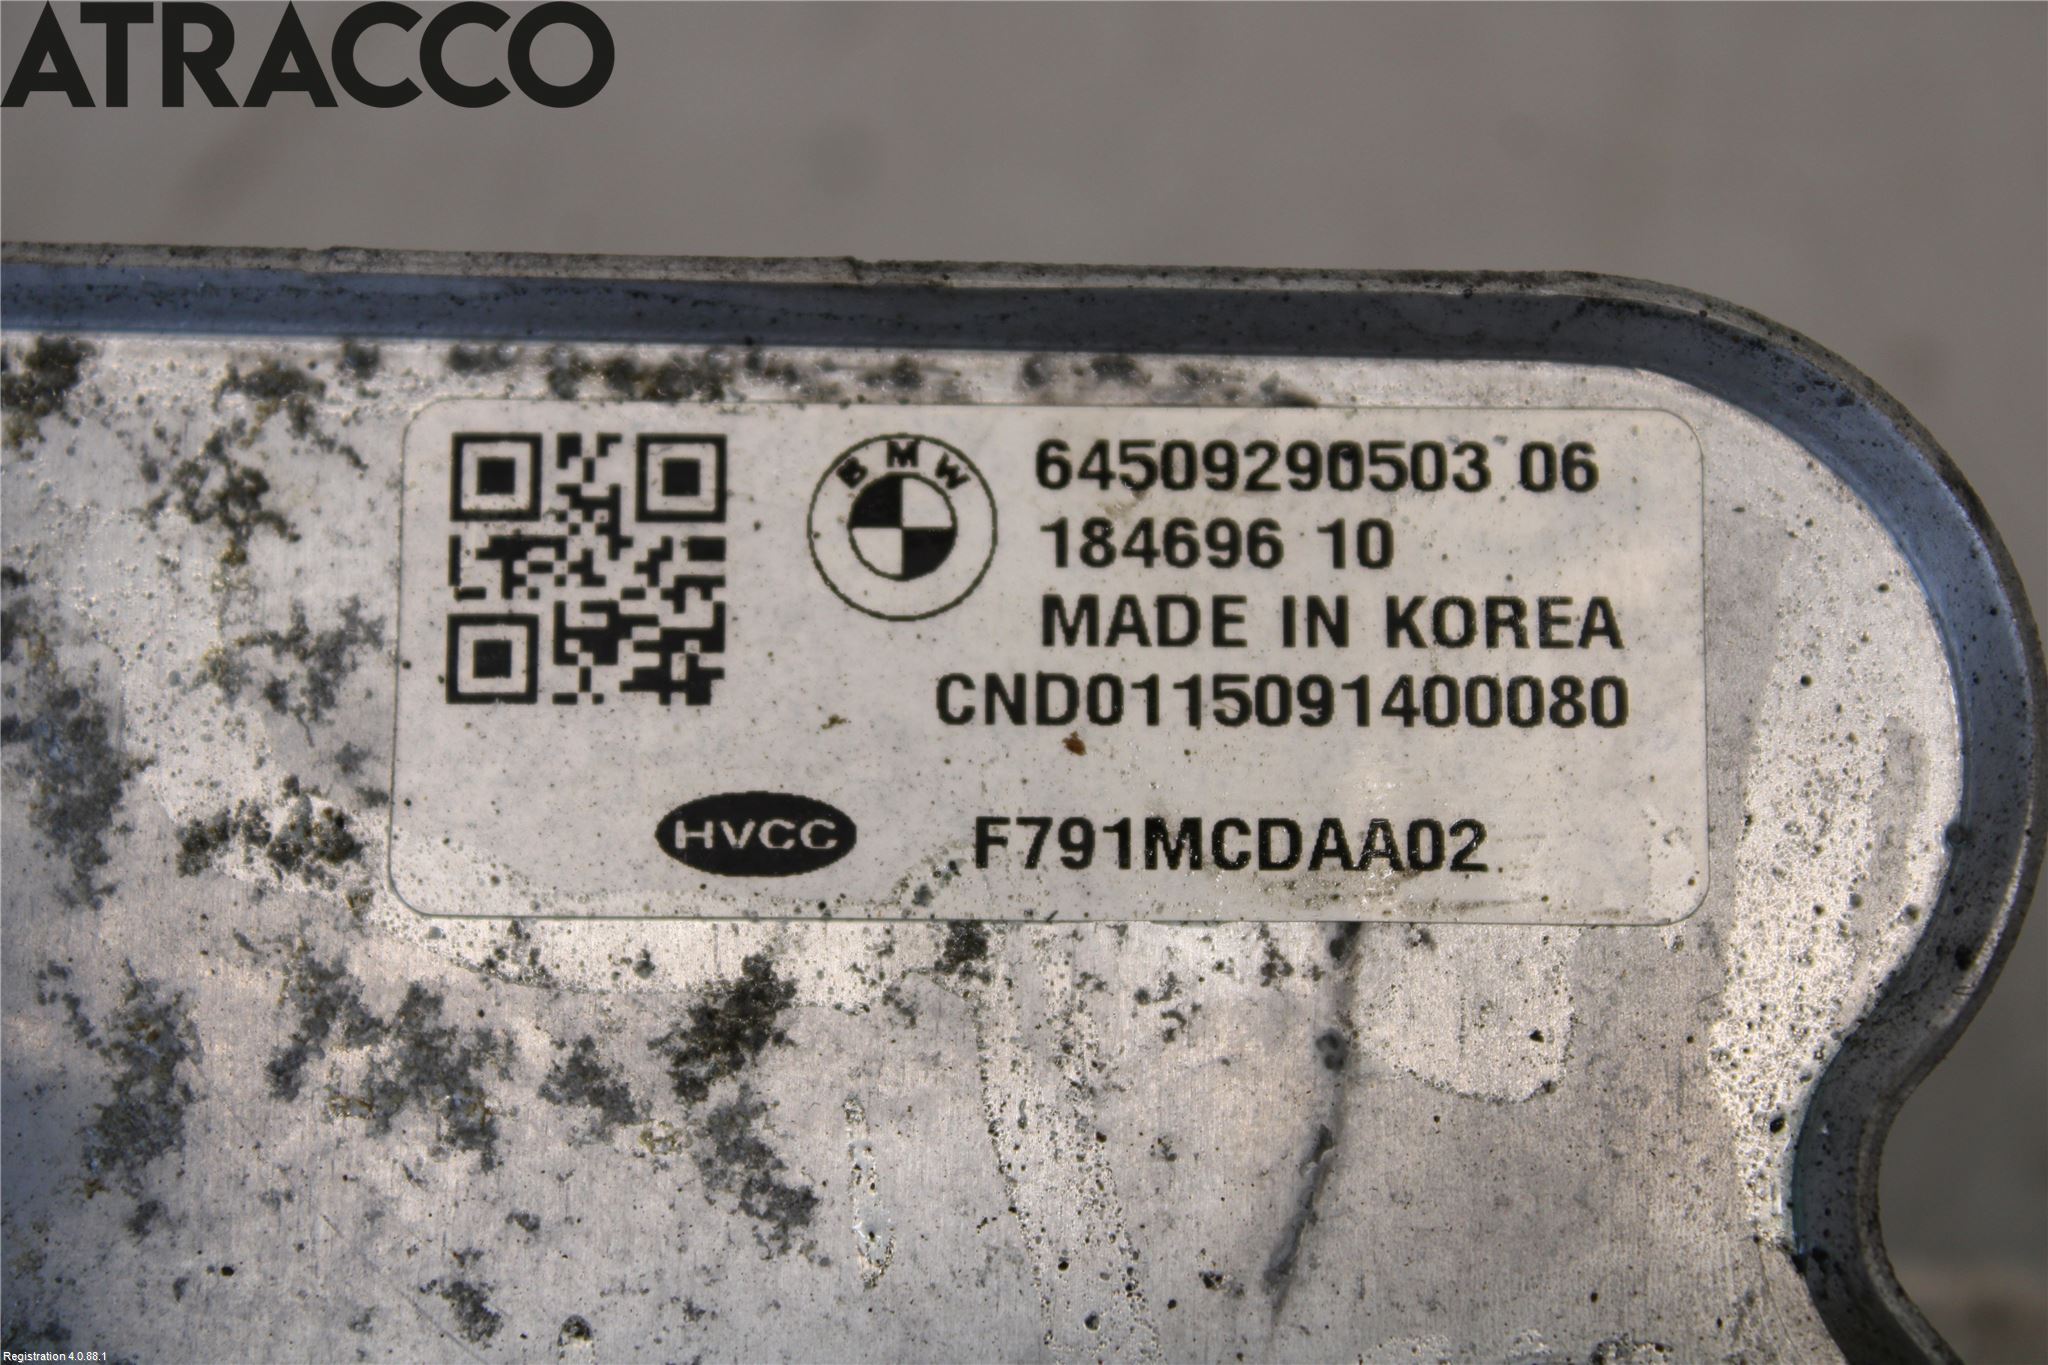 ATRACCO
BMW
64509290503 06
184696 10
MADE IN KOREA
CND0115091400080
HVCC
F791MCDAA02
Registration 4.0.88.1